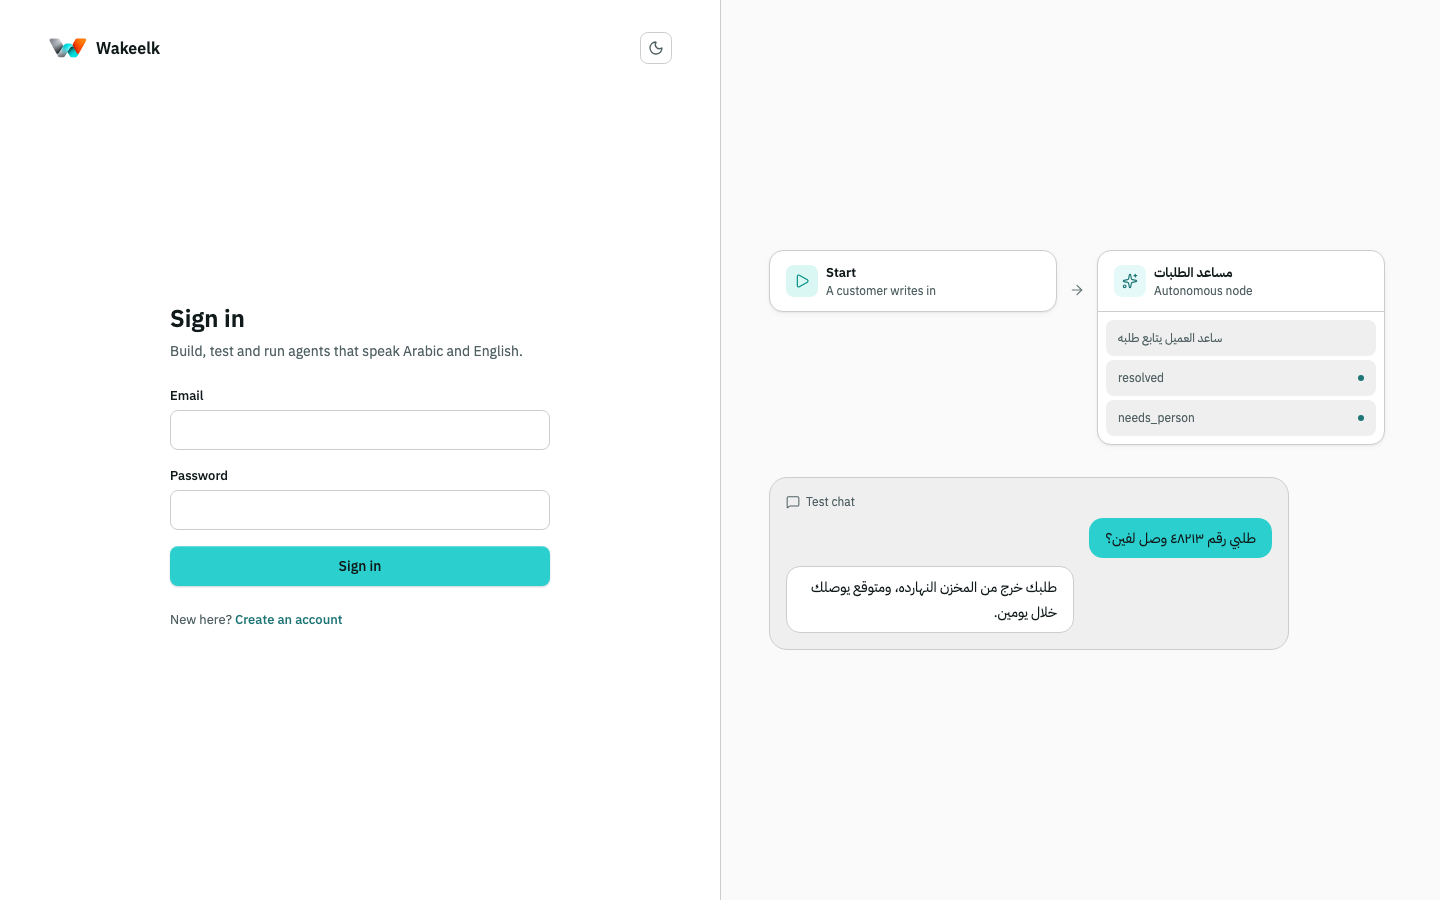 Wakeelk
Sign in
Build, test and run agents that speak Arabic and English.
Email
Password
Sign in
New here? Create an account
Start
A customer writes in
مساعد الطلبات
Autonomous node
ساعد العميل يتابع طلبه
resolved
needs_person
Test chat
طلبي رقم ٤٨٢١٣ وصل لفين؟
طلبك خرج من المخزن النهارده، ومتوقع يوصلك
خلال يومين.